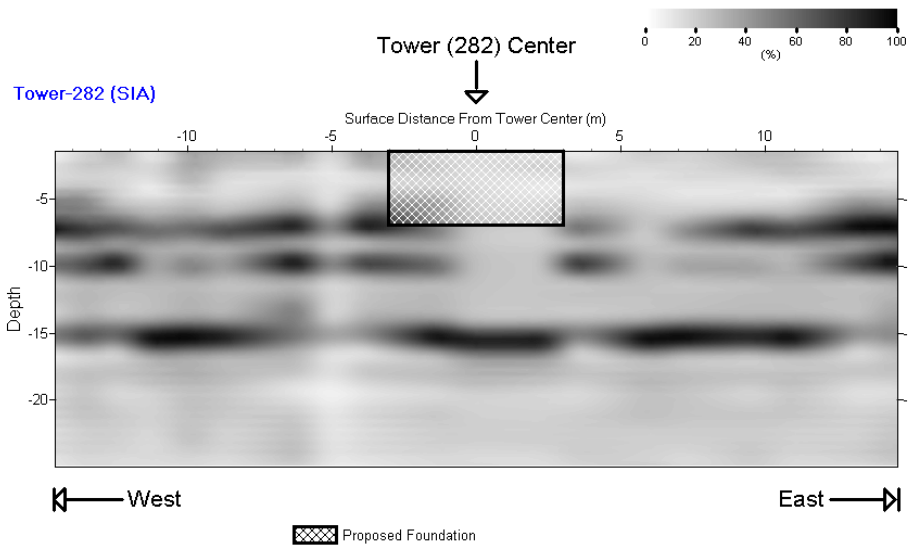 0 20 40 60 80 100
(%)
Tower (282) Center
Tower-282 (SIA)
Surface Distance From Tower Center (m)
-10 -5 0 5 10
-5
-10
-15
-20
Depth
West
East
Proposed Foundation